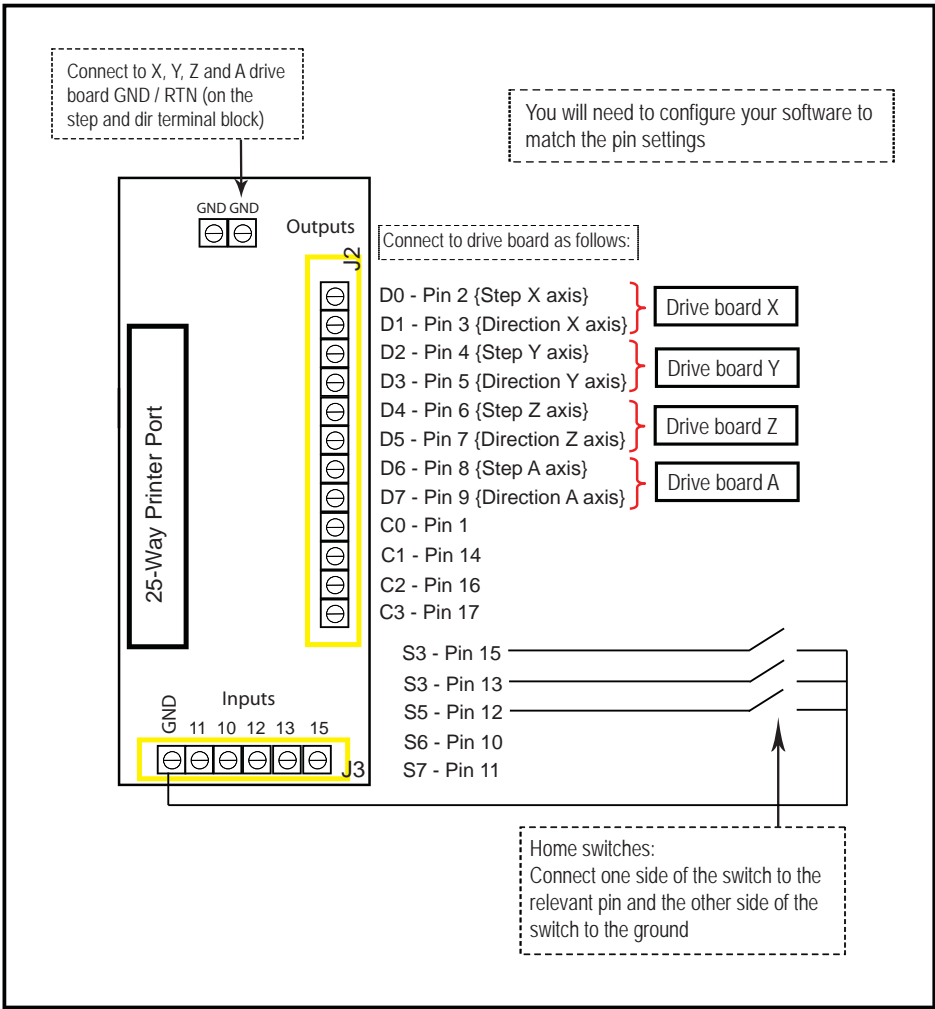 Connect to X, Y, Z and A drive
board GND / RTN (on the
step and dir terminal block)
You will need to configure your software to
match the pin settings
GND GND
Outputs
J2
Connect to drive board as follows:
D0 - Pin 2 {Step X axis}
D1 - Pin 3 {Direction X axis}
Drive board X
D2 - Pin 4 {Step Y axis}
D3 - Pin 5 {Direction Y axis}
Drive board Y
D4 - Pin 6 {Step Z axis}
D5 - Pin 7 {Direction Z axis}
Drive board Z
D6 - Pin 8 {Step A axis}
D7 - Pin 9 {Direction A axis}
Drive board A
C0 - Pin 1
C1 - Pin 14
C2 - Pin 16
C3 - Pin 17
25-Way Printer Port
S3 - Pin 15
S3 - Pin 13
S5 - Pin 12
S6 - Pin 10
S7 - Pin 11
Inputs
GND 11 10 12 13 15
J3
Home switches:
Connect one side of the switch to the
relevant pin and the other side of the
switch to the ground